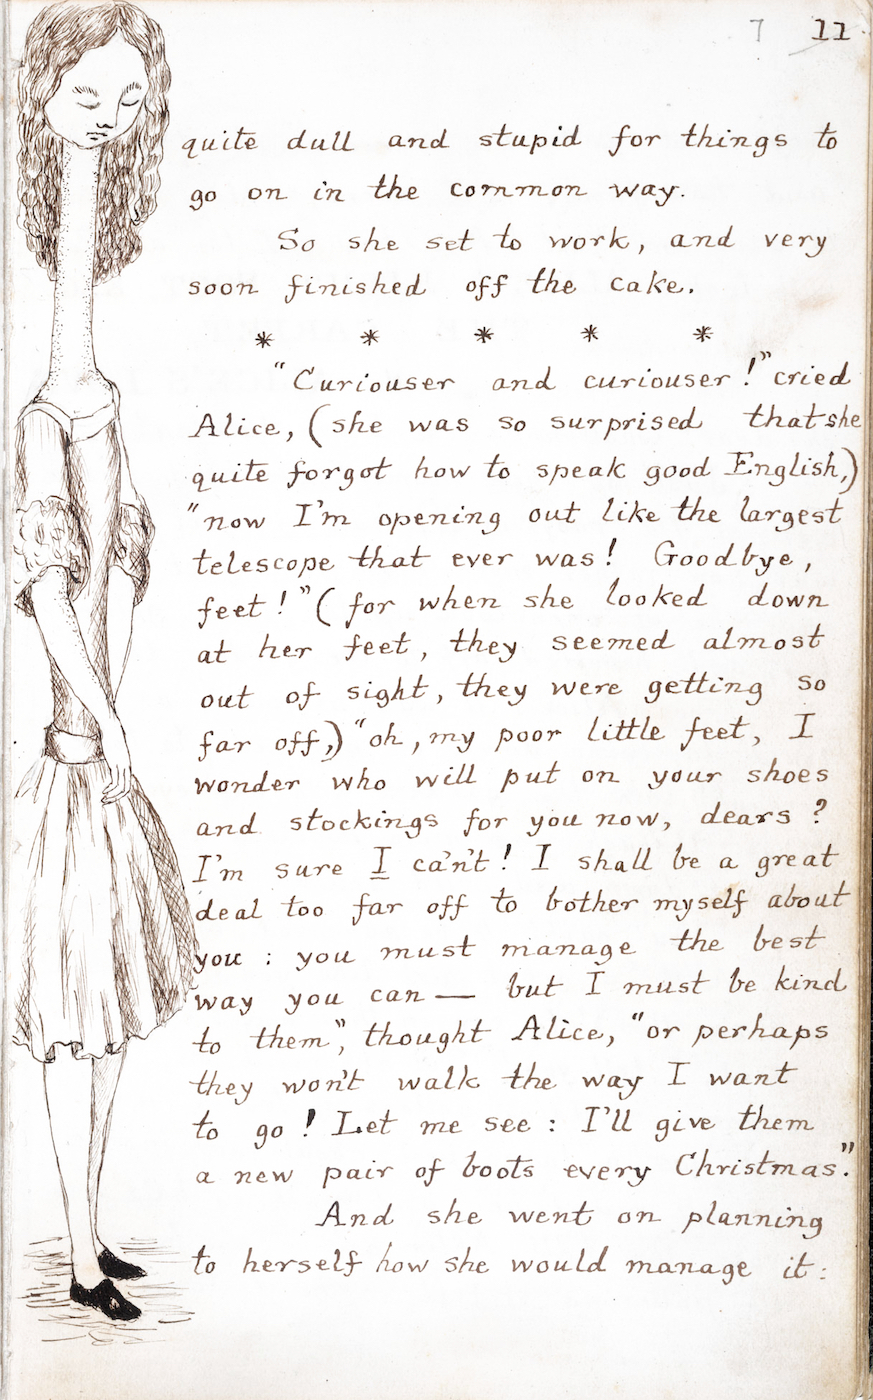 7 11
quite dull and stupid for things to
go on in the common way.
So she set to work, and very
soon finished off the cake.
* * * * *
"Curiouser and curiouser!" cried
Alice, (she was so surprised that she
quite forgot how to speak good English,)
"now I'm opening out like the largest
telescope that ever was! Goodbye,
feet!" (for when she looked down
at her feet, they seemed almost
out of sight, they were getting so
far off,) "oh, my poor little feet, I
wonder who will put on your shoes
and stockings for you now, dears?
I'm sure I ca'n't! I shall be a great
deal too far off to bother myself about
you: you must manage the best
way you can — but I must be kind
to them", thought Alice, "or perhaps
they won't walk the way I want
to go! Let me see: I'll give them
a new pair of boots every Christmas".
And she went on planning
to herself how she would manage it: